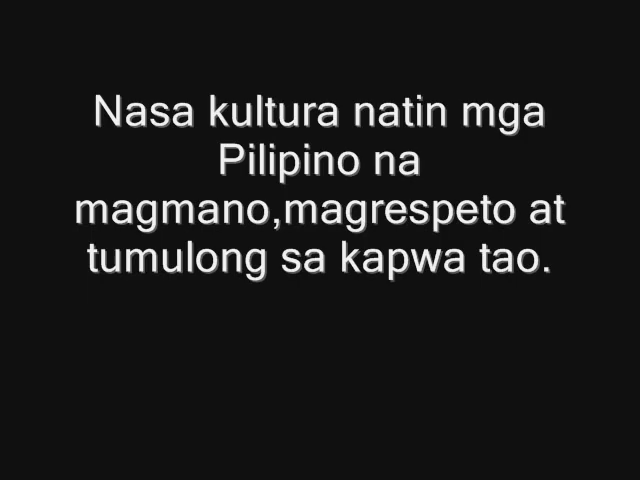 Nasa kultura natin mga
Pilipino na
magmano,magrespeto at
tumulong sa kapwa tao.